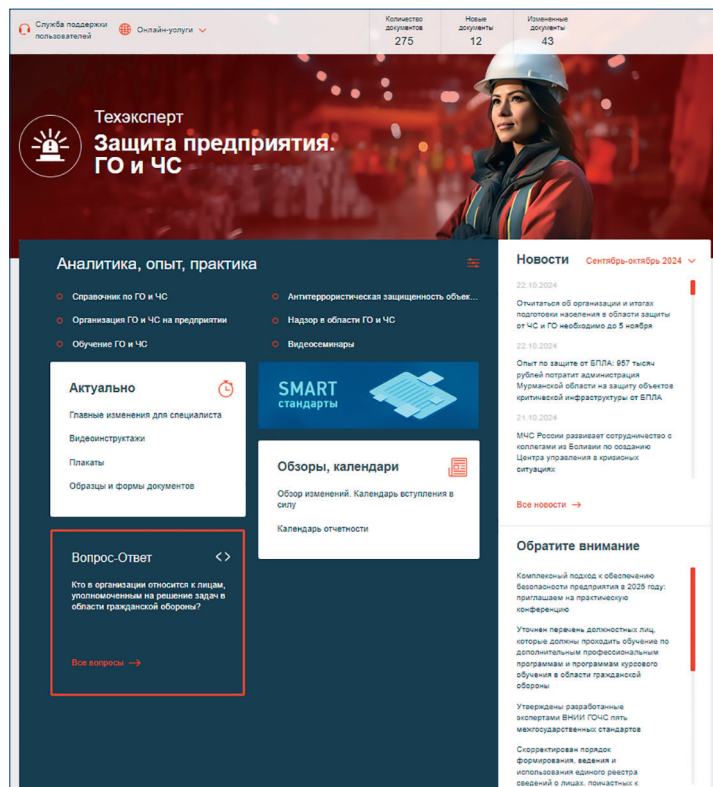 Служба поддержки
пользователей
Онлайн-услуги
Количество
документов
275
Новые
документы
12
Измененные
документы
43
Техэксперт
Защита предприятия.
ГО и ЧС
Аналитика, опыт, практика
Справочник по ГО и ЧС
Организация ГО и ЧС на предприятии
Обучение ГО и ЧС
Антитеррористическая защищенность объек...
Надзор в области ГО и ЧС
Видеосеминары
Актуально
Главные изменения для специалиста
Видеоинструктажи
Плакаты
Образцы и формы документов
SMART
стандарты
Обзоры, календари
Обзор изменений. Календарь вступления в
силу
Календарь отчетности
Вопрос-Ответ
Кто в организации относится к лицам,
уполномоченным на решение задач в
области гражданской обороны?
Все вопросы
Новости
Сентябрь-октябрь 2024
22.10.2024
Отчитаться об организации и итогах
подготовки населения в области защиты
от ЧС и ГО необходимо до 5 ноября
22.10.2024
Опыт по защите от БПЛА: 957 тысяч
рублей потратит администрация
Мурманской области на защиту объектов
критической инфраструктуры от БПЛА
21.10.2024
МЧС России развивает сотрудничество с
коллегами из Боливии по созданию
Центра управления в кризисных
ситуациях
Все новости
Обратите внимание
Комплексный подход к обеспечению
безопасности предприятия в 2025 году:
приглашаем на практическую
конференцию
Уточнен перечень должностных лиц,
которые должны проходить обучение по
дополнительным профессиональным
программам и программам курсового
обучения в области гражданской
обороны
Утверждены разработанные
экспертами ВНИИ ГОЧС пять
межгосударственных стандартов
Скорректирован порядок
формирования, ведения и
использования единого реестра
сведений о лицах, причастных к